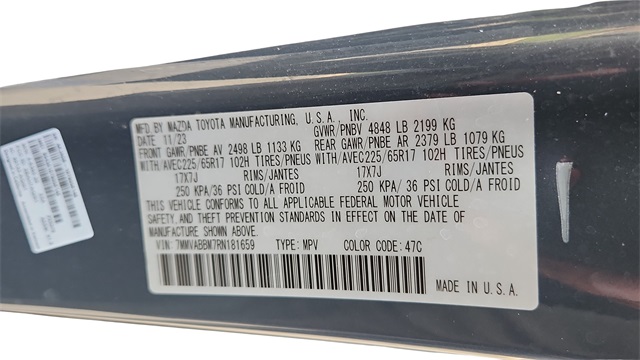 MFD. BY MAZDA TOYOTA MANUFACTURING, U.S.A., INC.
DATE 11/23 GVWR/PNBV 4848 LB 2199 KG
FRONT GAWR/PNBE AV 2498 LB 1133 KG REAR GAWR/PNBE AR 2379 LB 1079 KG
WITH/AVEC225/65R17 102H TIRES/PNEUS WITH/AVEC225/65R17 102H TIRES/PNEUS
17X7J RIMS/JANTES 17X7J RIMS/JANTES
250 KPA/36 PSI COLD/A FROID 250 KPA/ 36 PSI COLD/A FROID
THIS VEHICLE CONFORMS TO ALL APPLICABLE FEDERAL MOTOR VEHICLE
SAFETY,AND THEFT PREVENTION STANDARDS IN EFFECT ON THE DATE OF
MANUFACTURE SHOWN ABOVE.
VIN:7MMVABBM7RN181659 TYPE: MPV COLOR CODE: 47C
MADE IN U.S.A.